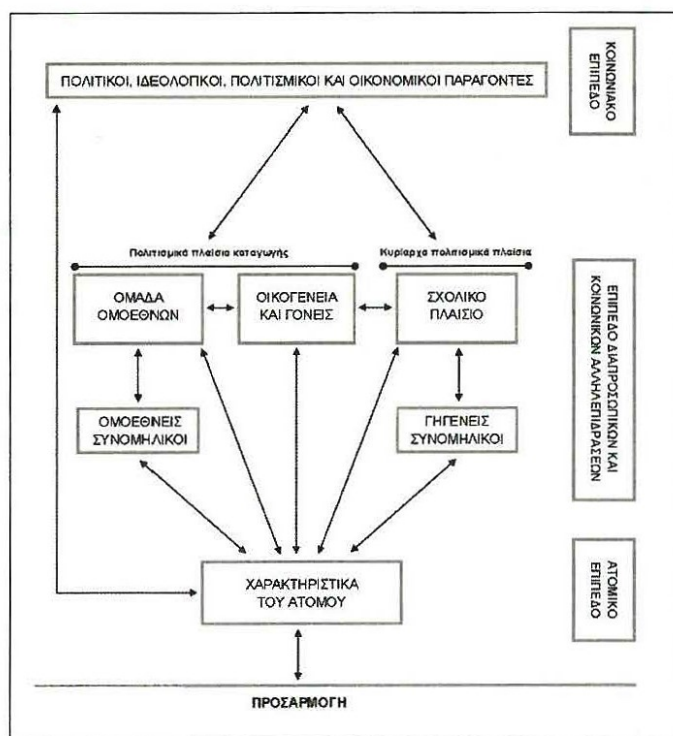 ΠΟΛΙΤΙΚΟΙ, ΙΔΕΟΛΟΓΙΚΟΙ, ΠΟΛΙΤΙΣΜΙΚΟΙ ΚΑΙ ΟΙΚΟΝΟΜΙΚΟΙ ΠΑΡΑΓΟΝΤΕΣ
ΚΟΙΝΩΝΙΑΚΟ
ΕΠΙΠΕΔΟ
Πολιτισμικά πλαίσια καταγωγής
Κυρίαρχα πολιτισμικά πλαίσια
ΟΜΑΔΑ
ΟΜΟΕΘΝΩΝ
ΟΙΚΟΓΕΝΕΙΑ
ΚΑΙ ΓΟΝΕΙΣ
ΣΧΟΛΙΚΟ
ΠΛΑΙΣΙΟ
ΕΠΙΠΕΔΟ ΔΙΑΠΡΟΣΩΠΙΚΩΝ ΚΑΙ
ΚΟΙΝΩΝΙΚΩΝ ΑΛΛΗΛΕΠΙΔΡΑΣΕΩΝ
ΟΜΟΕΘΝΕΙΣ
ΣΥΝΟΜΗΛΙΚΟΙ
ΓΗΓΕΝΕΙΣ
ΣΥΝΟΜΗΛΙΚΟΙ
ΧΑΡΑΚΤΗΡΙΣΤΙΚΑ
ΤΟΥ ΑΤΟΜΟΥ
ΑΤΟΜΙΚΟ
ΕΠΙΠΕΔΟ
ΠΡΟΣΑΡΜΟΓΗ